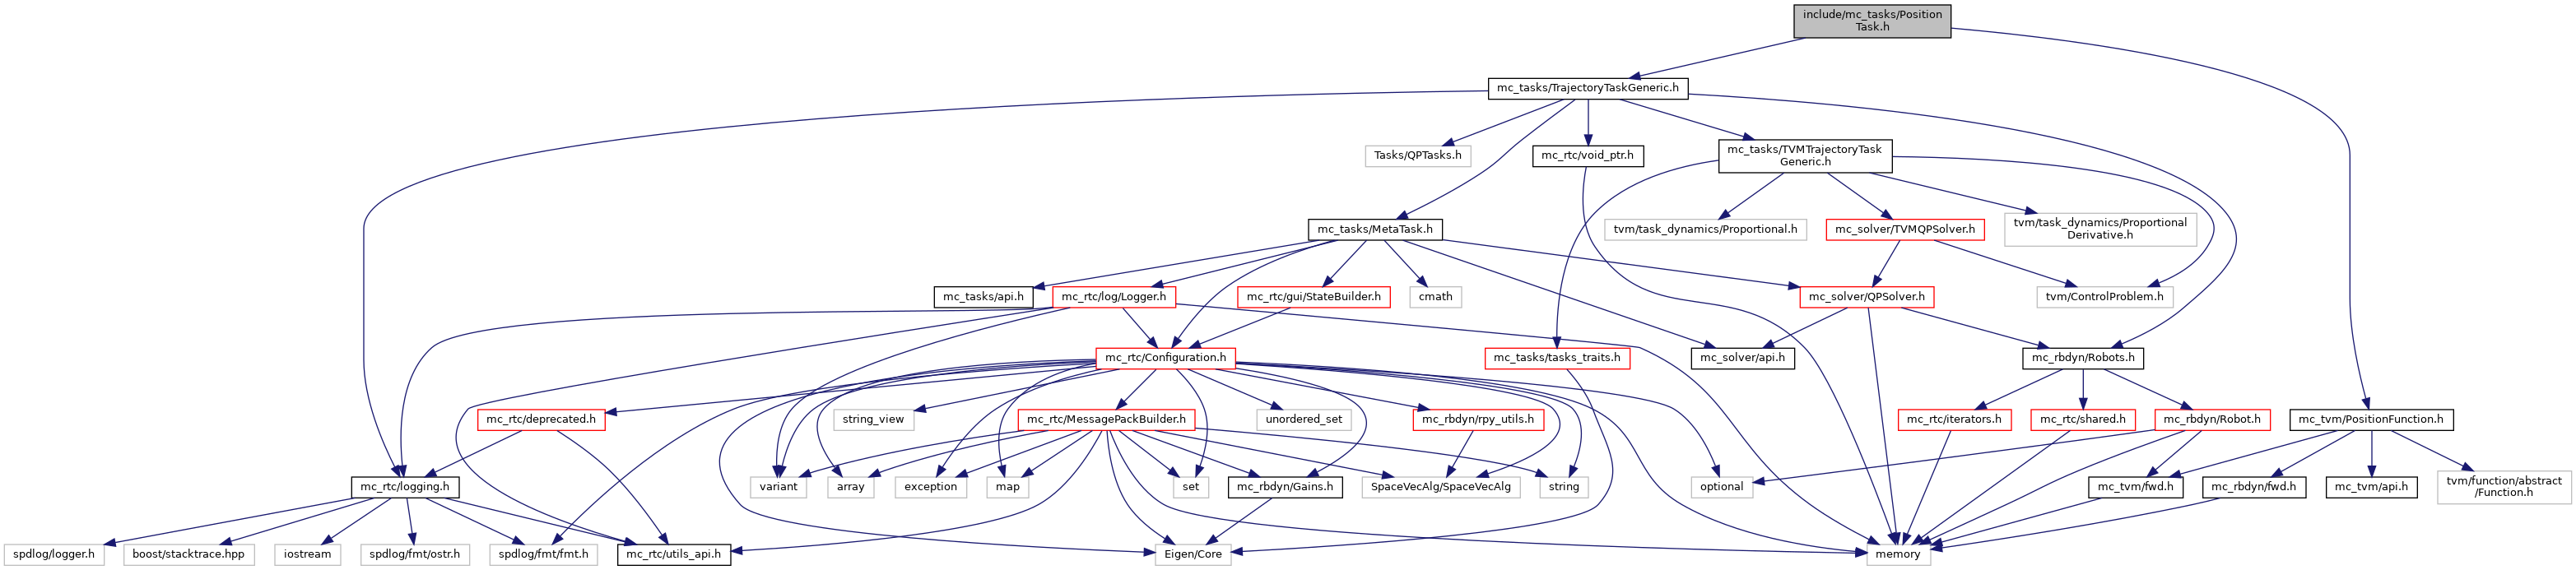 include/mc_tasks/Position
Task.h
mc_tasks/TrajectoryTaskGeneric.h
Tasks/QPTasks.h
mc_rtc/void_ptr.h
mc_tasks/TVMTrajectoryTask
Generic.h
mc_tasks/MetaTask.h
tvm/task_dynamics/Proportional.h
mc_solver/TVMQPSolver.h
tvm/task_dynamics/Proportional
Derivative.h
mc_tasks/api.h
mc_rtc/log/Logger.h
mc_rtc/gui/StateBuilder.h
cmath
mc_solver/QPSolver.h
tvm/ControlProblem.h
mc_rtc/Configuration.h
mc_tasks/tasks_traits.h
mc_solver/api.h
mc_rbdyn/Robots.h
mc_rtc/deprecated.h
string_view
mc_rtc/MessagePackBuilder.h
unordered_set
mc_rbdyn/rpy_utils.h
mc_rtc/iterators.h
mc_rtc/shared.h
mc_rbdyn/Robot.h
mc_tvm/PositionFunction.h
mc_rtc/logging.h
variant
array
exception
map
set
mc_rbdyn/Gains.h
SpaceVecAlg/SpaceVecAlg
string
optional
mc_tvm/fwd.h
mc_rbdyn/fwd.h
mc_tvm/api.h
tvm/function/abstract
/Function.h
spdlog/logger.h
boost/stacktrace.hpp
iostream
spdlog/fmt/ostr.h
spdlog/fmt/fmt.h
mc_rtc/utils_api.h
Eigen/Core
memory